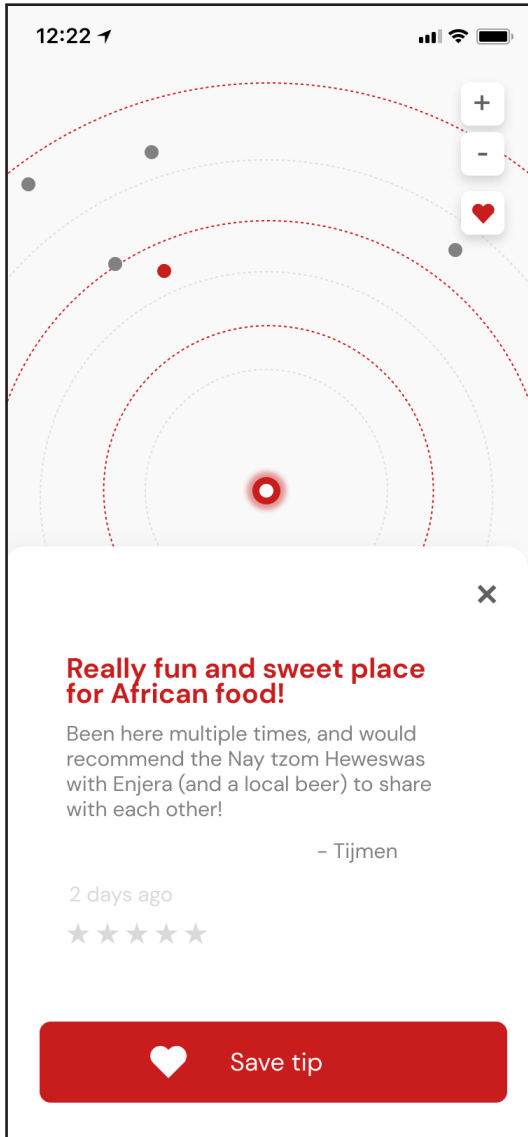 12:22
+
-
Really fun and sweet place
for African food!
Been here multiple times, and would
recommend the Nay tzom Heweswas
with Enjera (and a local beer) to share
with each other!
- Tijmen
2 days ago
Save tip